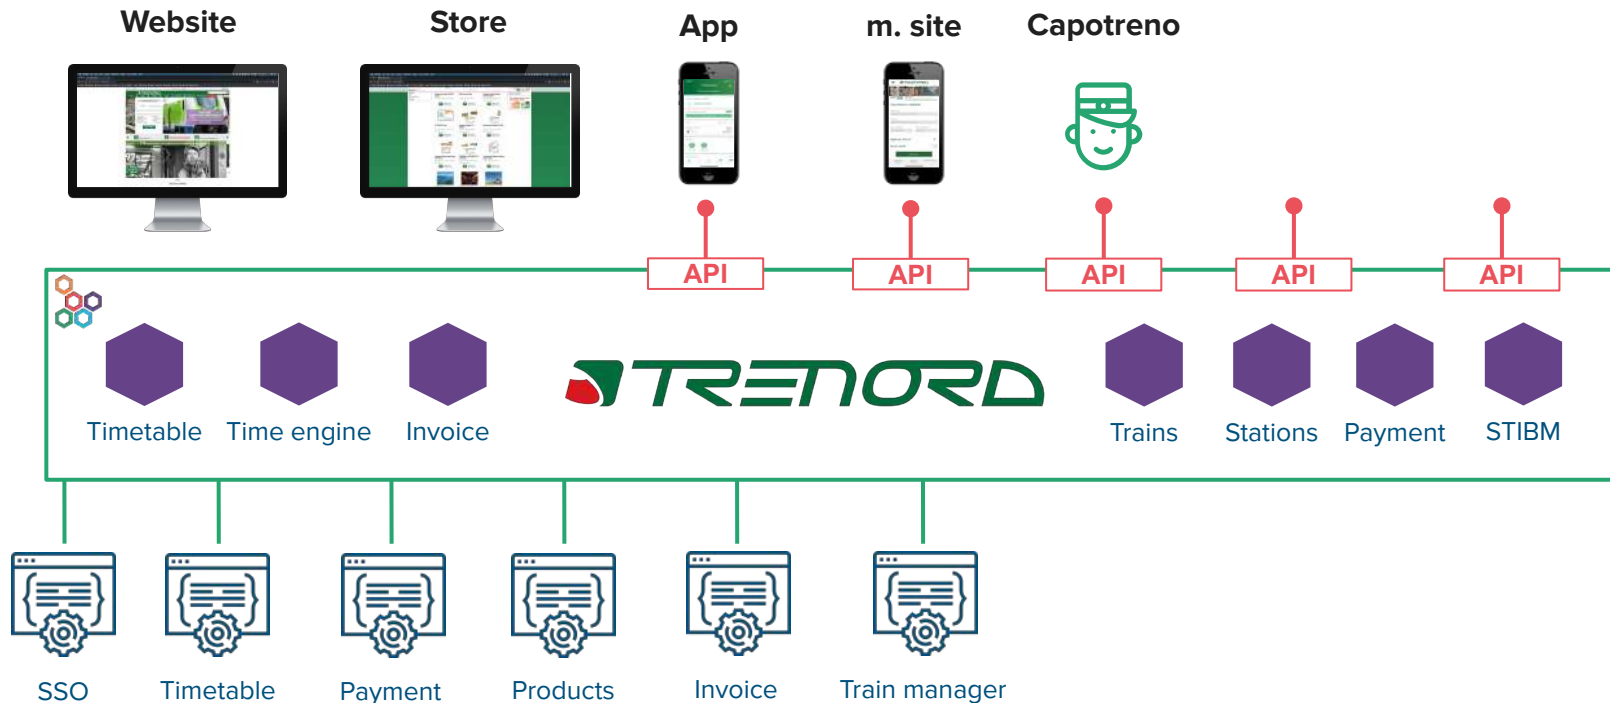 Website
Store
App
m. site
Capotreno
API
API
API
API
API
TRENORD
Timetable
Time engine
Invoice
Trains
Stations
Payment
STIBM
SSO
Timetable
Payment
Products
Invoice
Train manager